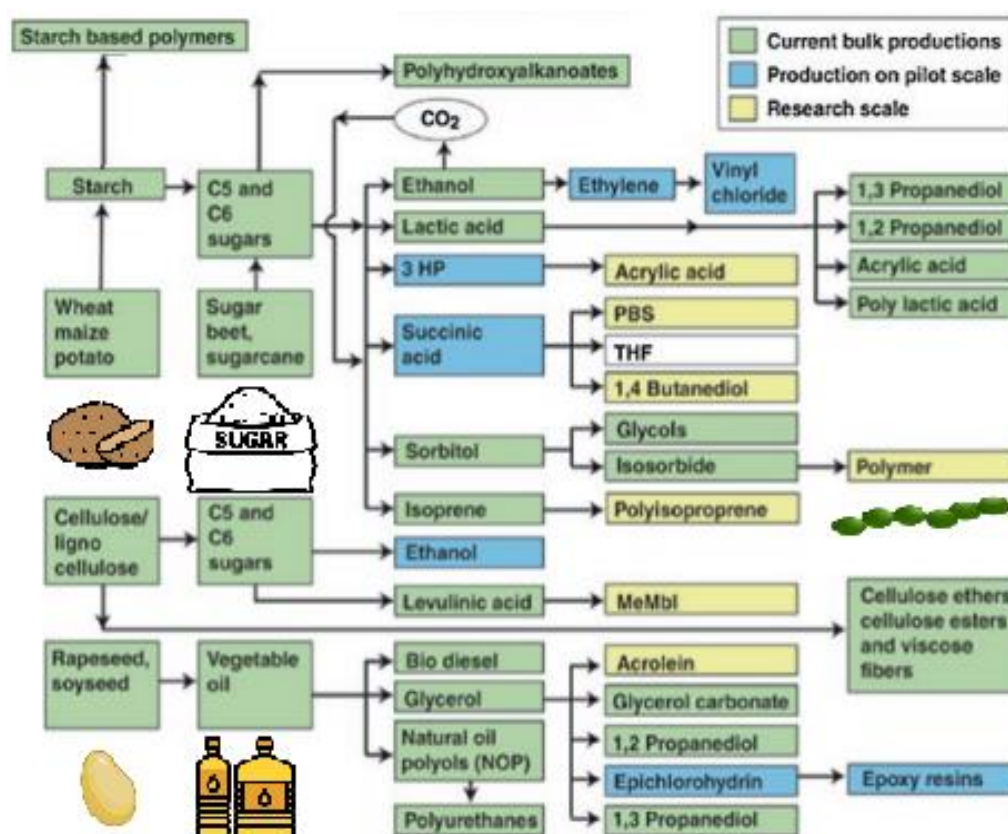 Starch based polymers
Current bulk productions
Production on pilot scale
Research scale
Polyhydroxyalkanoates
CO2
Starch
C5 and
C6
sugars
Ethanol
Ethylene
Vinyl
chloride
1,3 Propanediol
Lactic acid
1,2 Propanediol
3 HP
Acrylic acid
Acrylic acid
Poly lactic acid
Wheat
maize
potato
Sugar
beet,
sugarcane
Succinic
acid
PBS
THF
1,4 Butanediol
SUGAR
Sorbitol
Glycols
Isosorbide
Polymer
Isoprene
Polyisoproprene
Cellulose/
ligno
cellulose
C5 and
C6
sugars
Ethanol
Levulinic acid
MeMbl
Cellulose ethers,
cellulose esters
and viscose
fibers
Rapeseed,
soyseed
Vegetable
oil
Bio diesel
Glycerol
Natural oil
polyols (NOP)
Polyurethanes
Acrolein
Glycerol carbonate
1,2 Propanediol
Epichlorohydrin
Epoxy resins
1,3 Propanediol